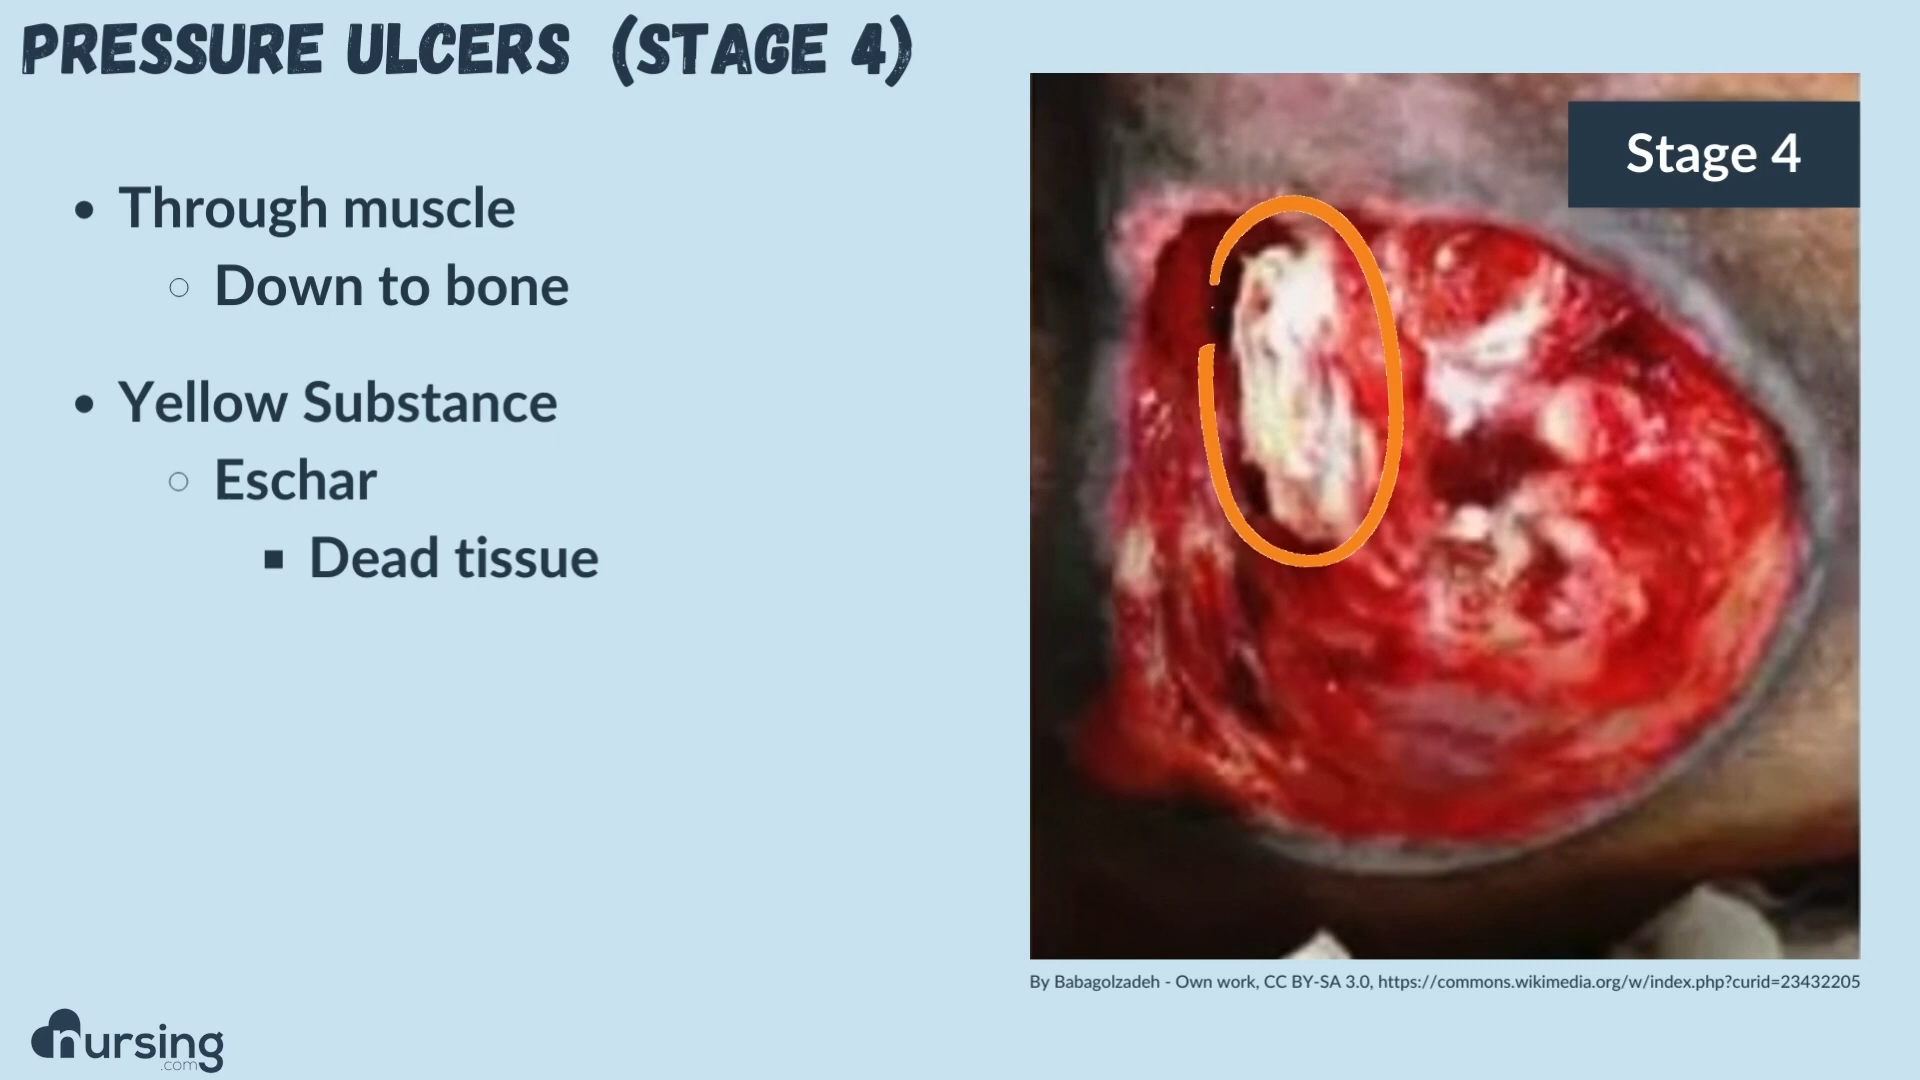 PRESSURE ULCERS (STAGE 4)
Through muscle
Down to bone
Yellow Substance
Eschar
Dead tissue
Stage 4
By Babagolzadeh - Own work, CC BY-SA 3.0, https://commons.wikimedia.org/w/index.php?curid=23432205
nursing
.com